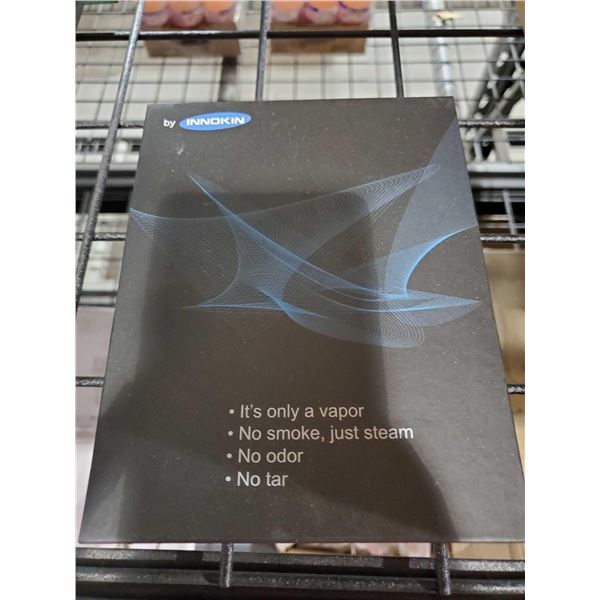 by INNOKIN
• It's only a vapor
• No smoke, just steam
• No odor
• No tar